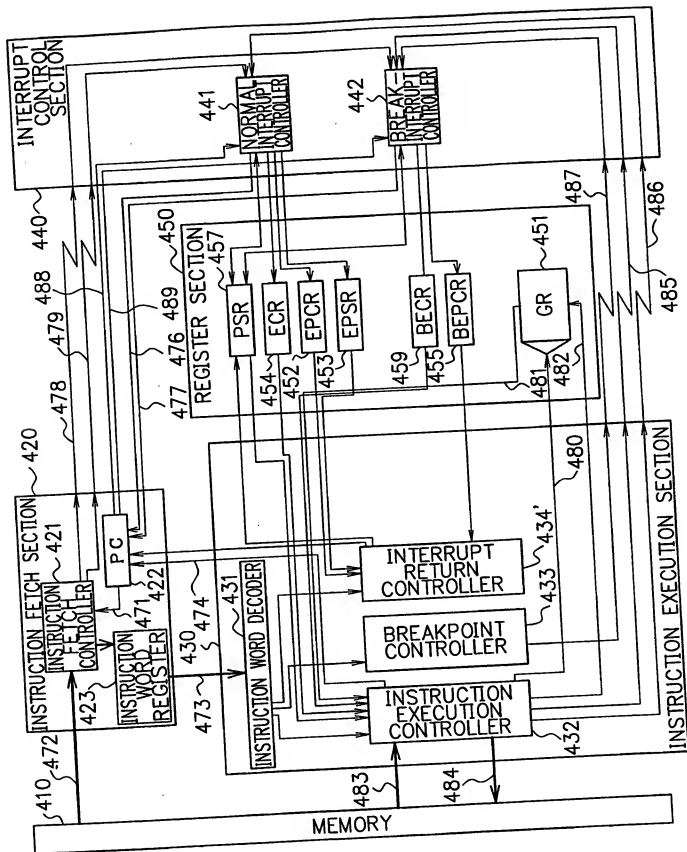 INTERRUPT
CONTROL
SECTION
440
441
NORMAL
INTERRUPT
CONTROLLER
442
BREAK-
INTERRUPT
CONTROLLER
478
479
488
489
476
477
487
485
486
REGISTER SECTION
450
457
PSR
ECR
454
EPCR
452
EPSR
453
BECR
459
BEPCR
455
GR
451
481
482
480
INSTRUCTION FETCH SECTION
420
421
INSTRICTION
FETCH
CONTROLLER
PC
422
471
423
INSTRUCTION
WORD
REGISTER
474
430
473
431
INSTRUCTION WORD DECODER
INTERRUPT
RETURN
CONTROLLER
434'
BREAKPOINT
CONTROLLER
433
INSTRUCTION
EXECUTION
CONTROLLER
432
INSTRUCTION EXECUTION SECTION
410
472
483
484
MEMORY